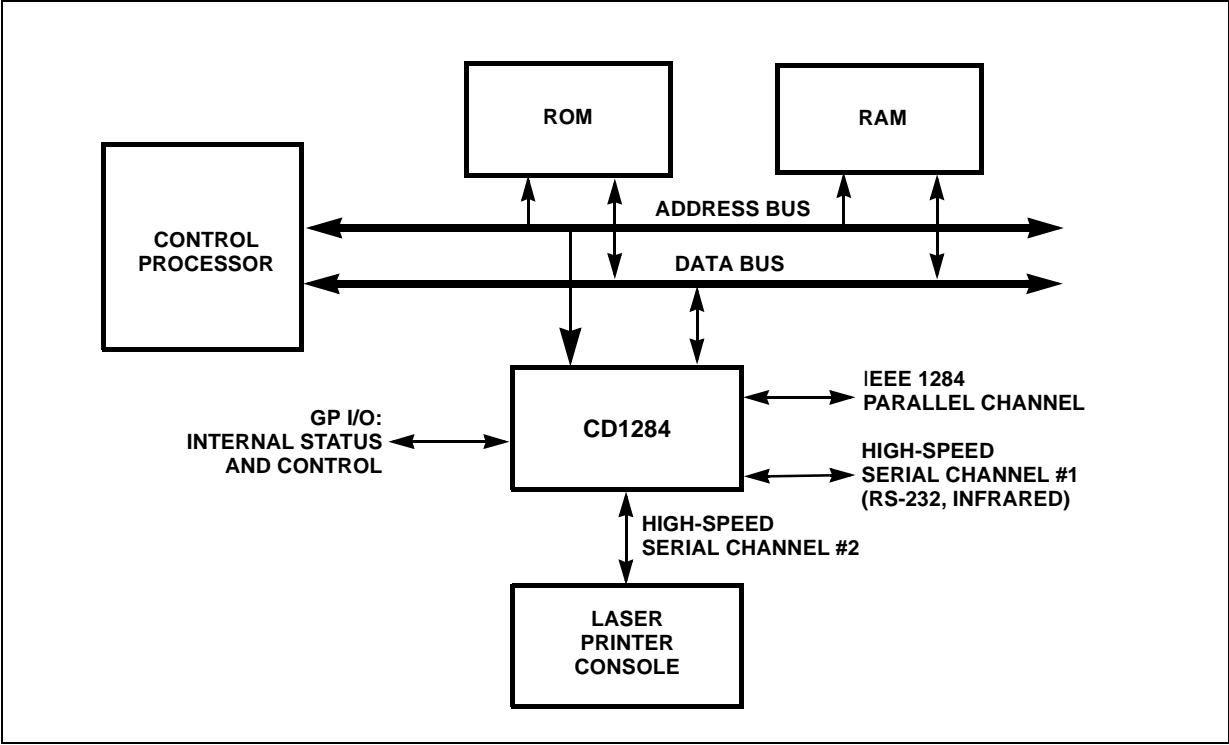 ROM
RAM
ADDRESS BUS
CONTROL
PROCESSOR
DATA BUS
IEEE 1284
PARALLEL CHANNEL
GP I/O:
INTERNAL STATUS
AND CONTROL
CD1284
HIGH-SPEED
SERIAL CHANNEL #1
(RS-232, INFRARED)
HIGH-SPEED
SERIAL CHANNEL #2
LASER
PRINTER
CONSOLE